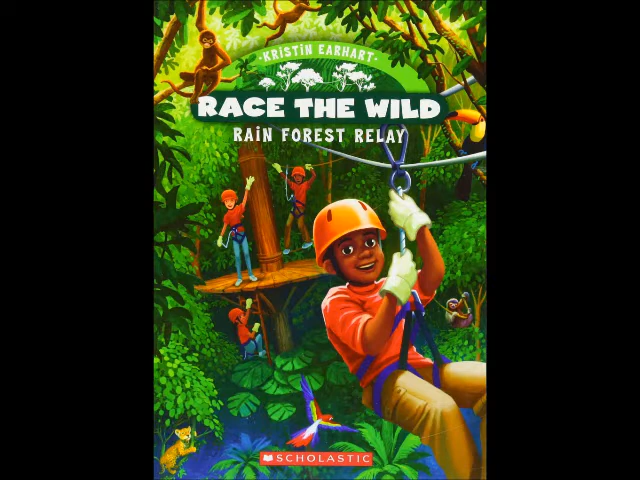 ·KRiSTiN EARHART·
RACE THE WILD
RAiN FOREST RELAY
SCHOLASTIC